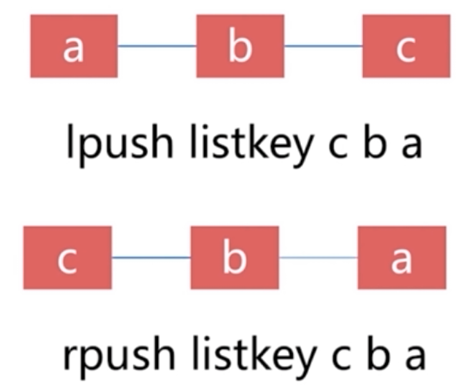 a b c
lpush listkey c b a
c b a
rpush listkey c b a